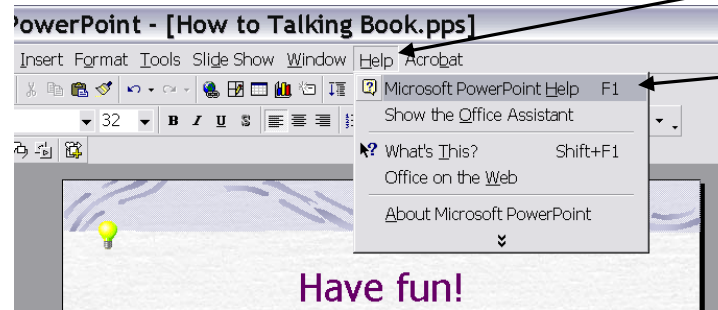 PowerPoint - [How to Talking Book.pps]
Insert Format Tools Slide Show Window Help Acrobat
Microsoft PowerPoint Help F1
32 B I U S Show the Office Assistant
What's This? Shift+F1
Office on the Web
About Microsoft PowerPoint
Have fun!